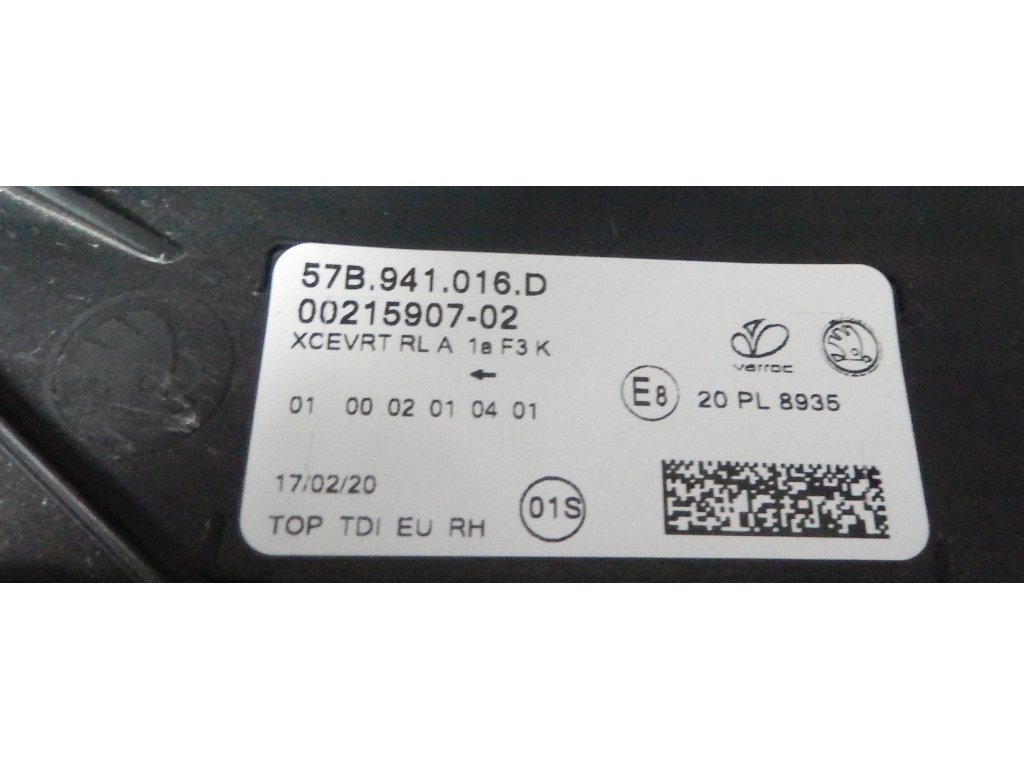 57B.941.016.D
00215907-02
XCEVRT RL A 1a F3 K
←
varroc
E8 20 PL 8935
01 00 02 01 04 01
17/02/20
01S
TOP TDI EU RH